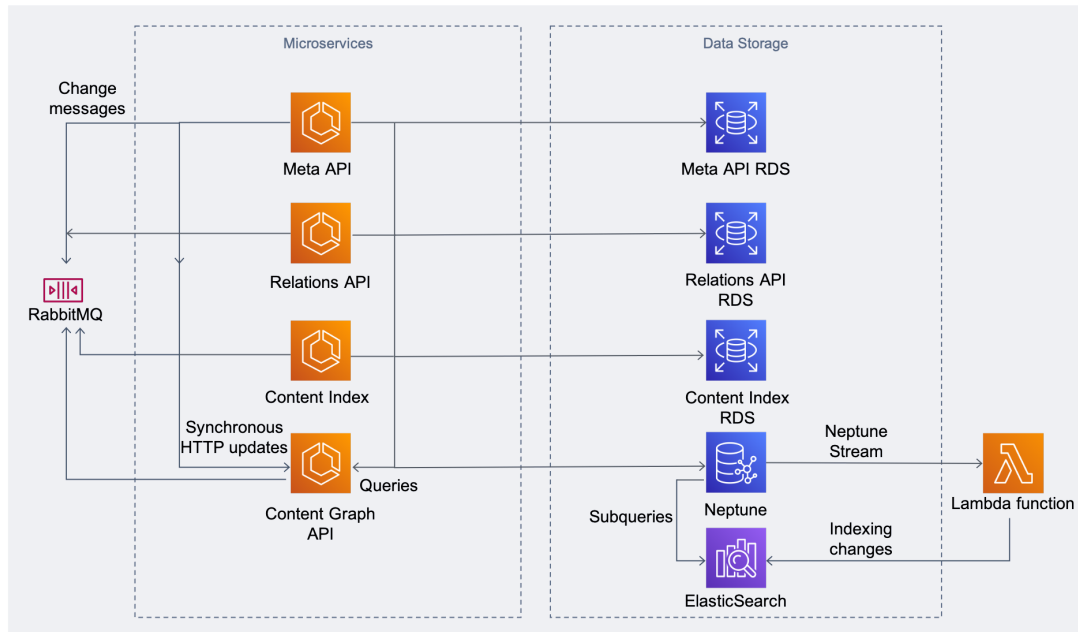 Microservices
Data Storage
Change
messages
Meta API
Meta API RDS
Relations API
Relations API
RDS
RabbitMQ
Content Index
Content Index
RDS
Synchronous
HTTP updates
Queries
Content Graph
API
Neptune
Stream
Neptune
Lambda function
Subqueries
Indexing
changes
ElasticSearch